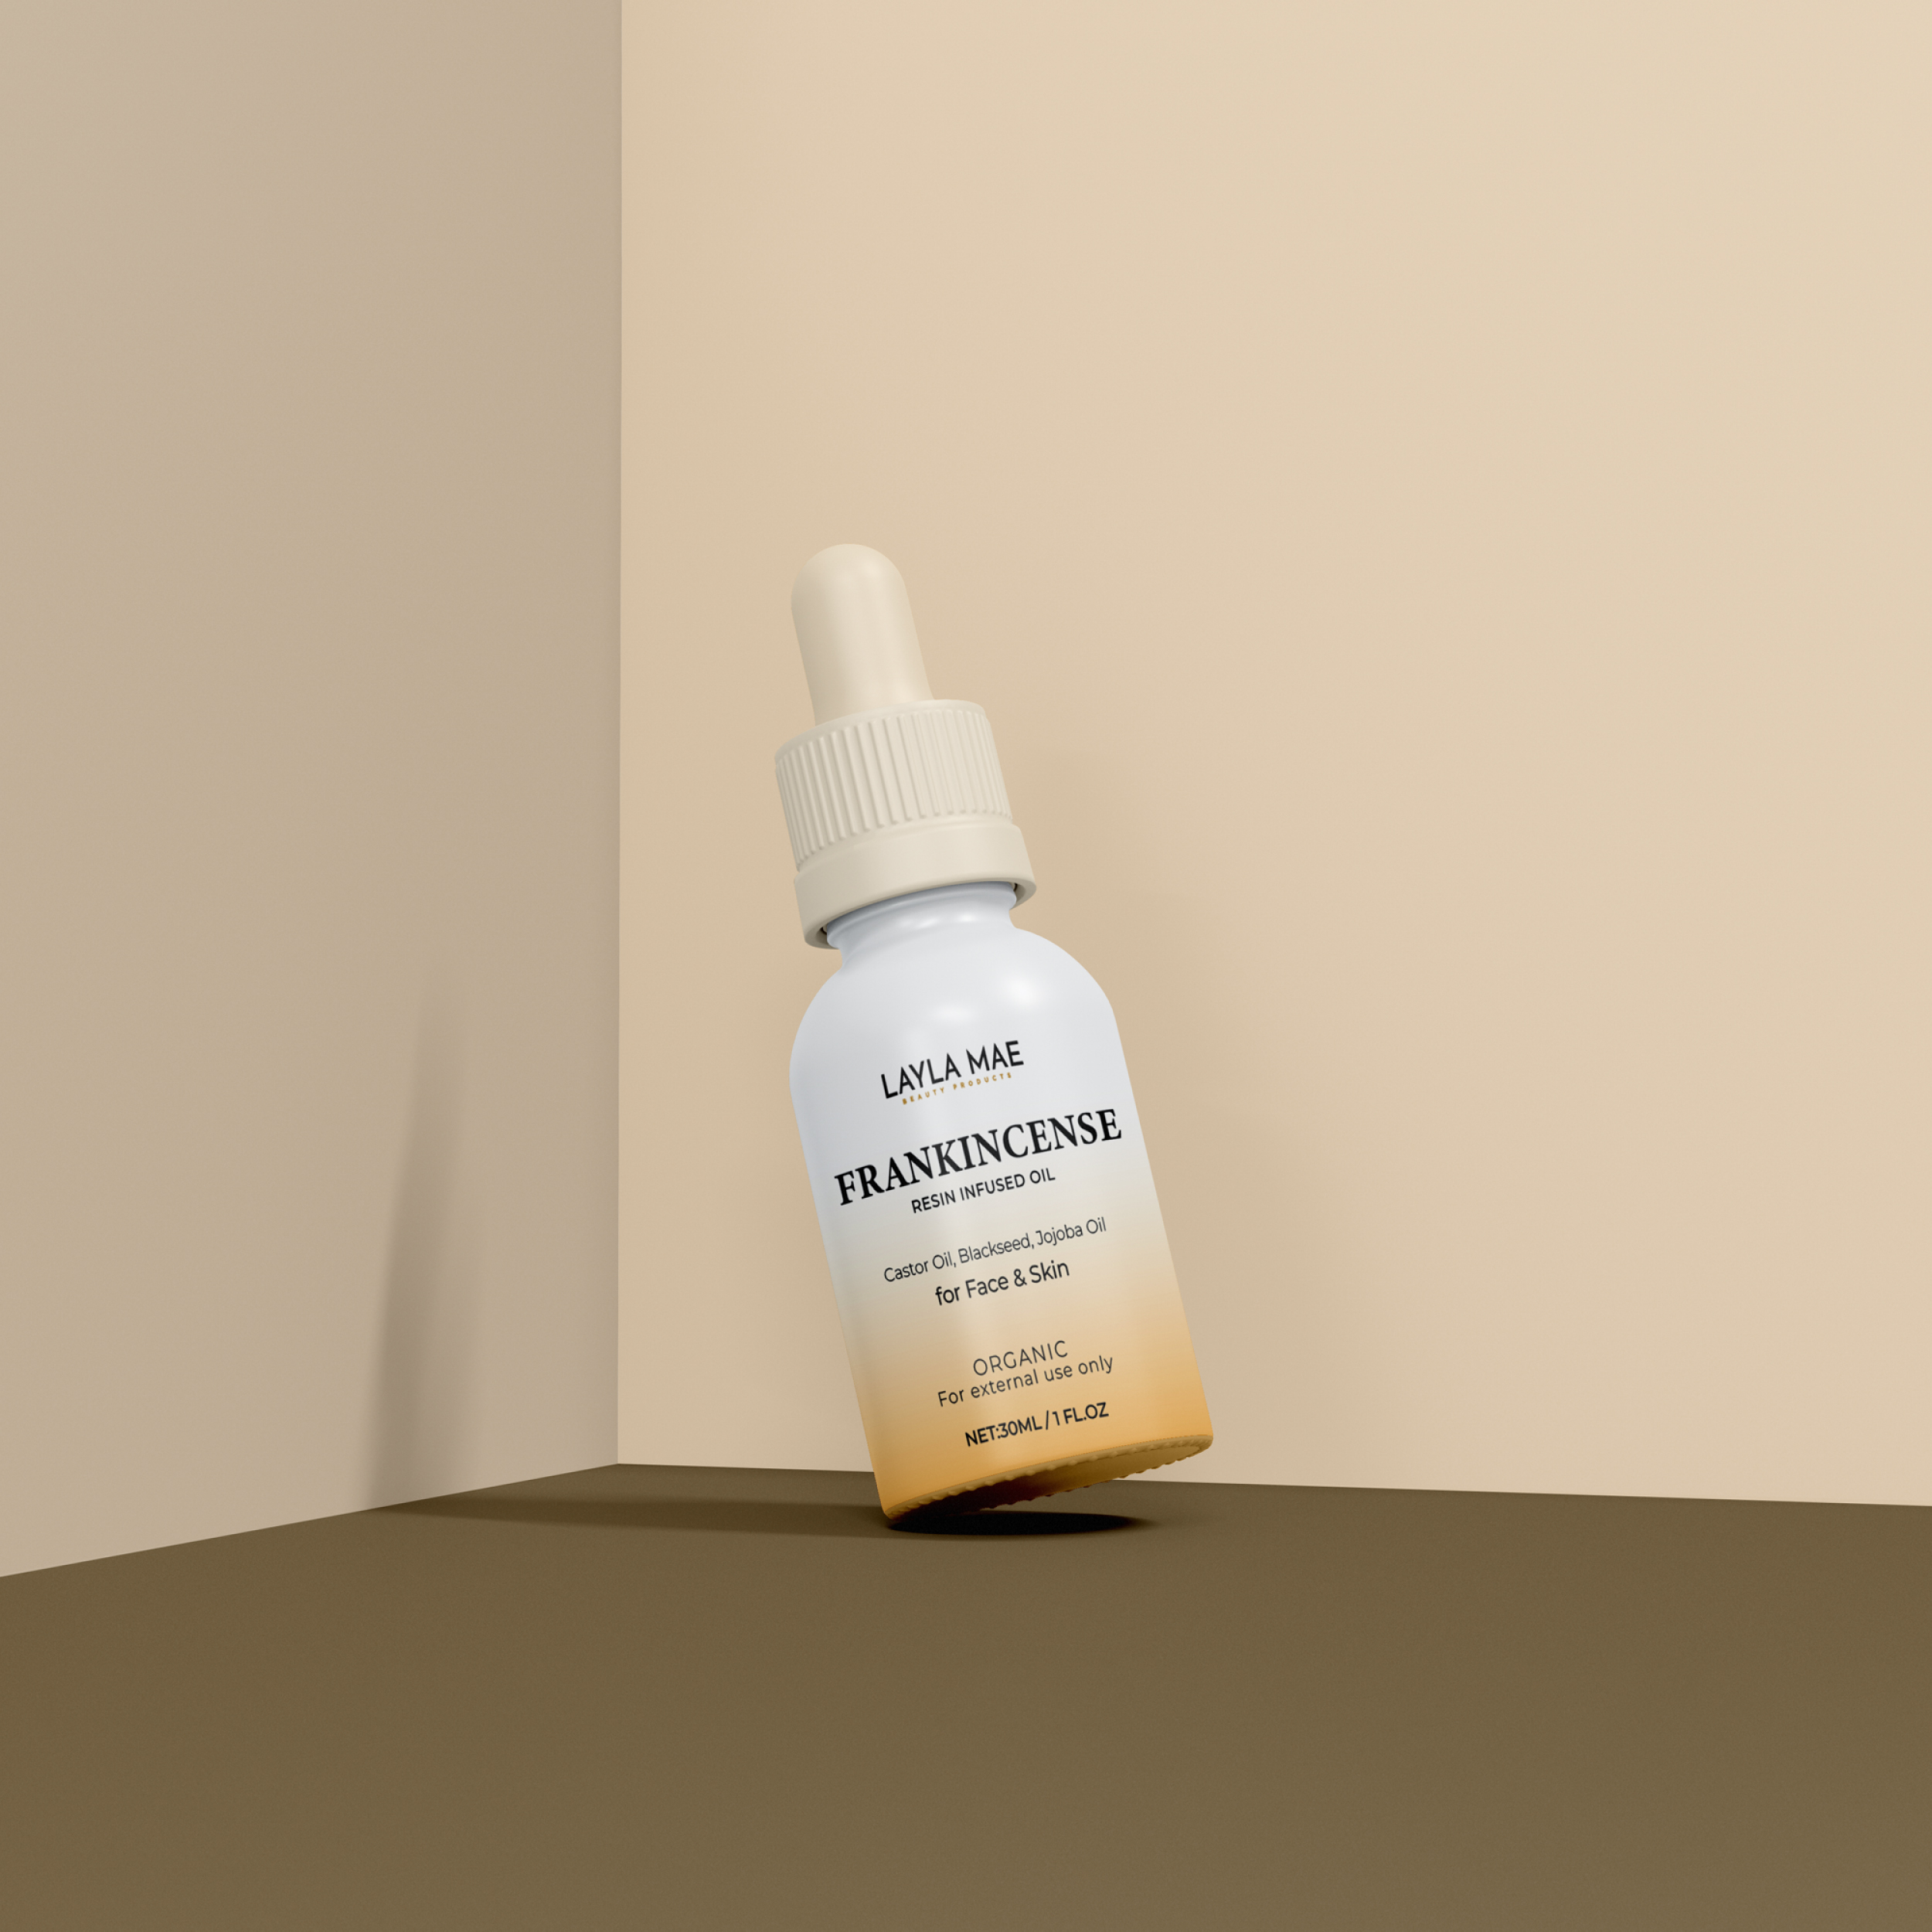 LAYLA MAE
BEAUTY PRODUCTS
FRANKINCENSE
RESIN INFUSED OIL
Castor Oil, Blackseed, Jojoba Oil
for Face & Skin
ORGANIC
For external use only
NET:30ML / 1 FL.OZ